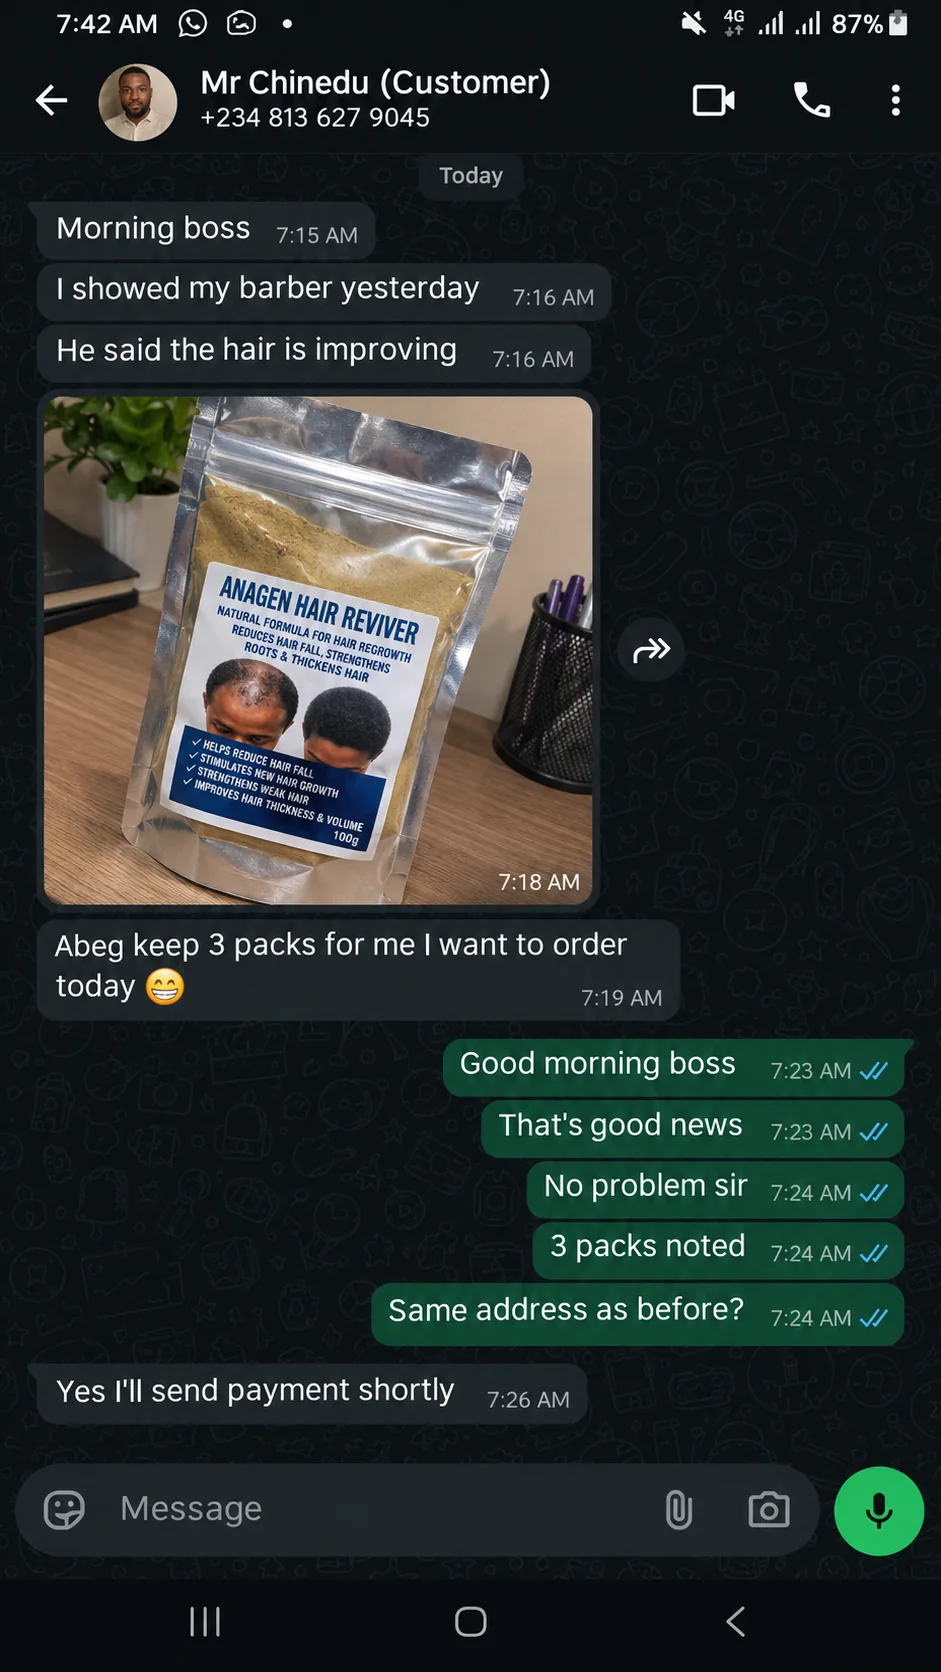 7:42 AM
4G
87%
Mr Chinedu (Customer)
+234 813 627 9045
Today
Morning boss 7:15 AM
I showed my barber yesterday 7:16 AM
He said the hair is improving 7:16 AM
ANAGEN HAIR REVIVER
NATURAL FORMULA FOR HAIR REGROWTH
REDUCES HAIR FALL, STRENGTHENS
ROOTS & THICKENS HAIR
✓ HELPS REDUCE HAIR FALL
✓ STIMULATES NEW HAIR GROWTH
✓ STRENGTHENS WEAK HAIR
✓ IMPROVES HAIR THICKNESS & VOLUME
100g
7:18 AM
Abeg keep 3 packs for me I want to order
today 😁 7:19 AM
Good morning boss 7:23 AM
That's good news 7:23 AM
No problem sir 7:24 AM
3 packs noted 7:24 AM
Same address as before? 7:24 AM
Yes I'll send payment shortly 7:26 AM
Message